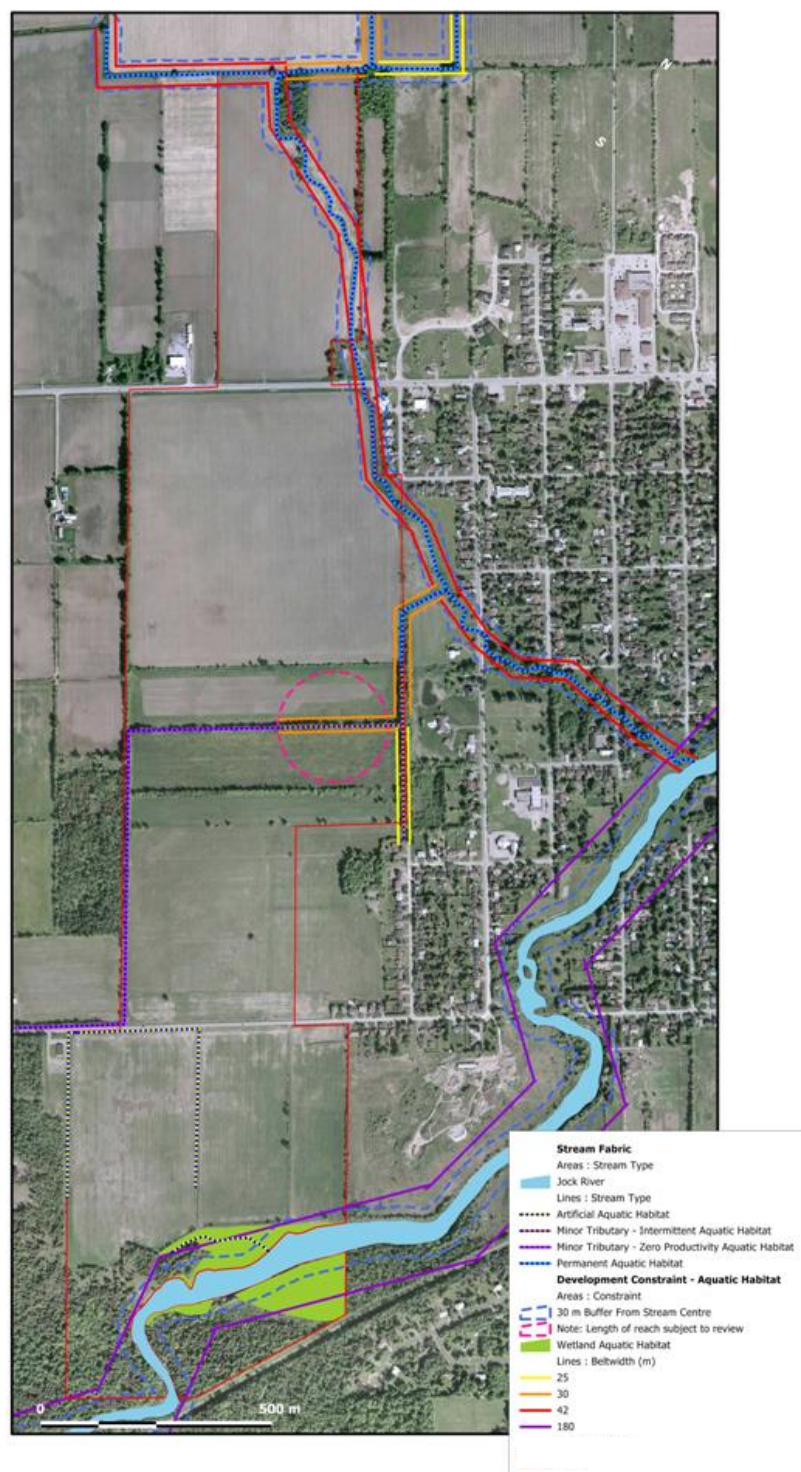 N
S
Stream Fabric
Areas : Stream Type
Jock River
Lines : Stream Type
Artificial Aquatic Habitat
Minor Tributary - Intermittent Aquatic Habitat
Minor Tributary - Zero Productivity Aquatic Habitat
Permanent Aquatic Habitat
Development Constraint - Aquatic Habitat
Areas : Constraint
30 m Buffer From Stream Centre
Note: Length of reach subject to review
Wetland Aquatic Habitat
Lines : Beltwidth (m)
25
30
42
180
0 500 m